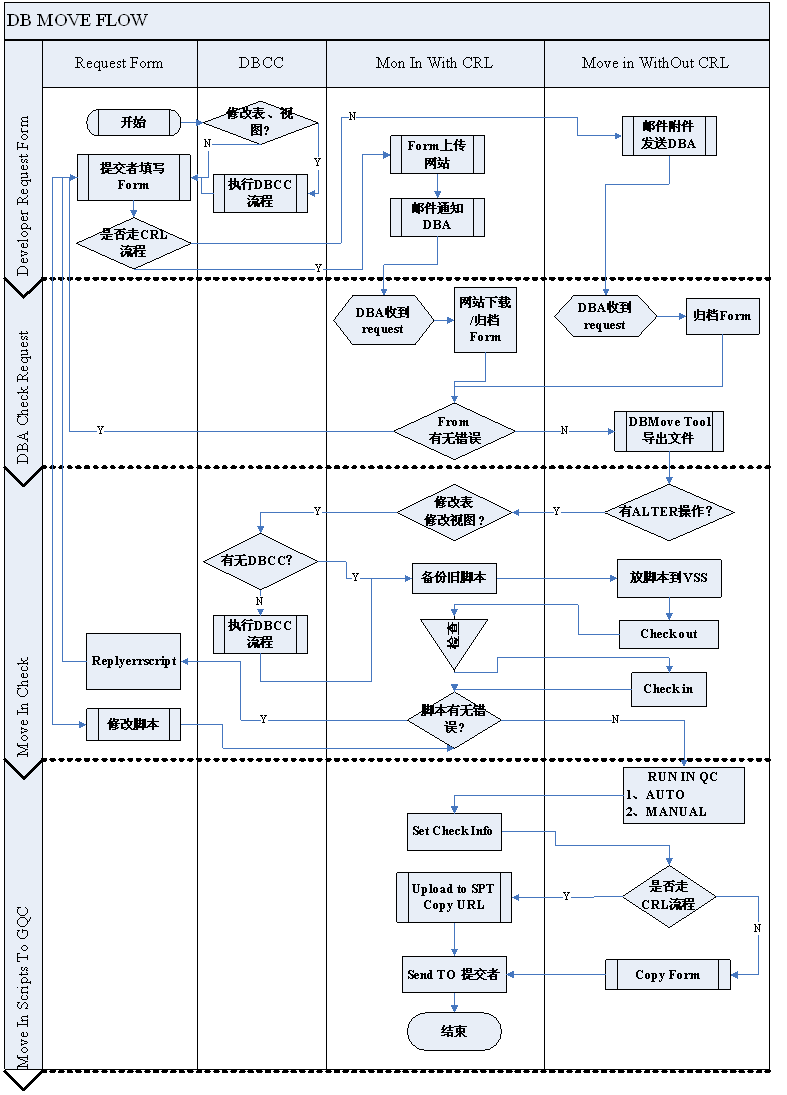 DB MOVE FLOW
Request Form
DBCC
Mon In With CRL
Move in WithOut CRL
Developer Request Form
开始
修改表、视
图?
N
Y
N
提交者填写
Form
执行DBCC
流程
Form上传
网站
邮件附件
发送DBA
邮件通知
DBA
是否走CRL
流程
Y
DBA Check Request
DBA收到
request
网站下载
/归档
Form
DBA收到
request
归档Form
From
有无错误
Y
N
DBMove Tool
导出文件
Move In Check
修改表
修改视图?
有ALTER操作?
Y
Y
有无DBCC?
Y
N
备份旧脚本
放脚本到VSS
执行DBCC
流程
检查
Checkout
Replyerrscript
Check in
修改脚本
脚本有无错
误?
Y
N
Move In Scripts To GQC
RUN IN QC
1、AUTO
2、MANUAL
Set CheckInfo
是否走
CRL流程
Upload to SPT
Copy URL
Y
N
Send TO 提交者
Copy Form
结束